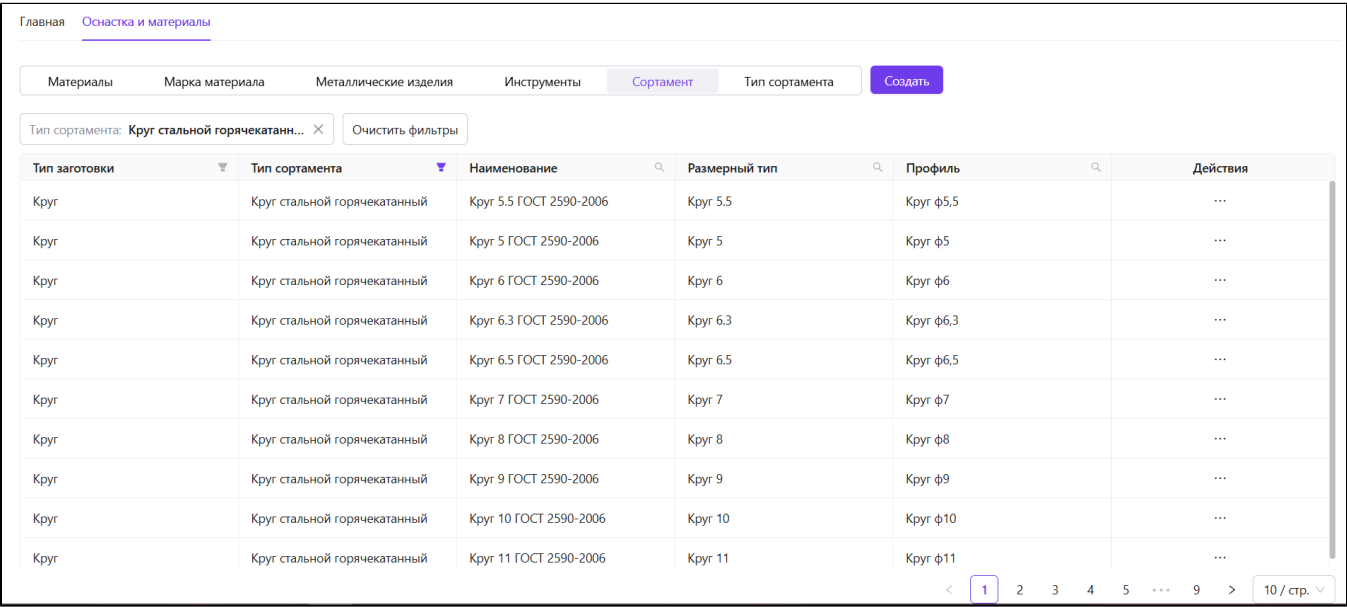 Главная Оснастка и материалы
Материалы Марка материала Металлические изделия Инструменты Сортамент Тип сортамента Создать
Тип сортамента: Круг стальной горячекатанн... Очистить фильтры
Тип заготовки Тип сортамента Наименование Размерный тип Профиль Действия
Круг Круг стальной горячекатанный Круг 5.5 ГОСТ 2590-2006 Круг 5.5 Круг ф5,5 ...
Круг Круг стальной горячекатанный Круг 5 ГОСТ 2590-2006 Круг 5 Круг ф5 ...
Круг Круг стальной горячекатанный Круг 6 ГОСТ 2590-2006 Круг 6 Круг ф6 ...
Круг Круг стальной горячекатанный Круг 6.3 ГОСТ 2590-2006 Круг 6.3 Круг ф6,3 ...
Круг Круг стальной горячекатанный Круг 6.5 ГОСТ 2590-2006 Круг 6.5 Круг ф6,5 ...
Круг Круг стальной горячекатанный Круг 7 ГОСТ 2590-2006 Круг 7 Круг ф7 ...
Круг Круг стальной горячекатанный Круг 8 ГОСТ 2590-2006 Круг 8 Круг ф8 ...
Круг Круг стальной горячекатанный Круг 9 ГОСТ 2590-2006 Круг 9 Круг ф9 ...
Круг Круг стальной горячекатанный Круг 10 ГОСТ 2590-2006 Круг 10 Круг ф10 ...
Круг Круг стальной горячекатанный Круг 11 ГОСТ 2590-2006 Круг 11 Круг ф11 ...
< 1 2 3 4 5 ••• 9 > 10 / стр.